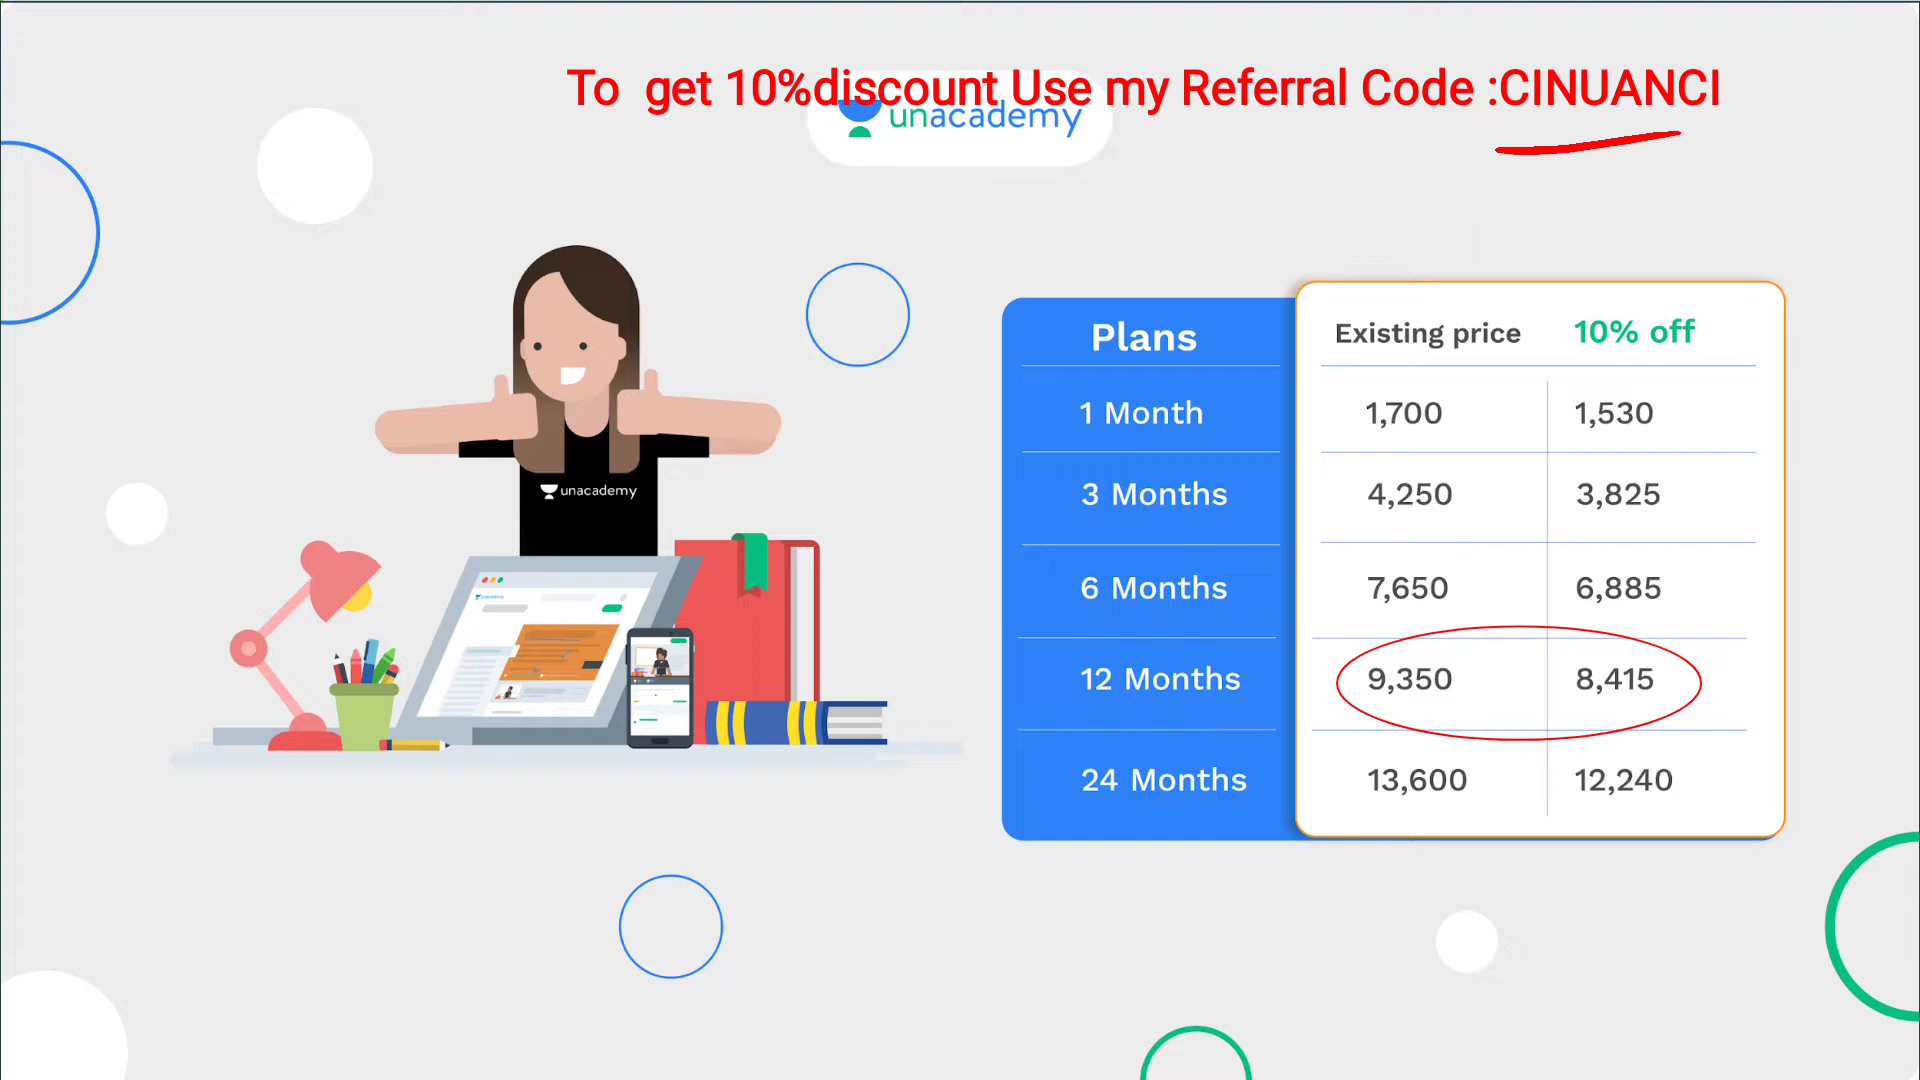 To get 10%discount Use my Referral Code :CINUANCI
unacademy
Plans Existing price 10% off
1 Month 1,700 1,530
3 Months 4,250 3,825
6 Months 7,650 6,885
12 Months 9,350 8,415
24 Months 13,600 12,240
unacademy
unacademy